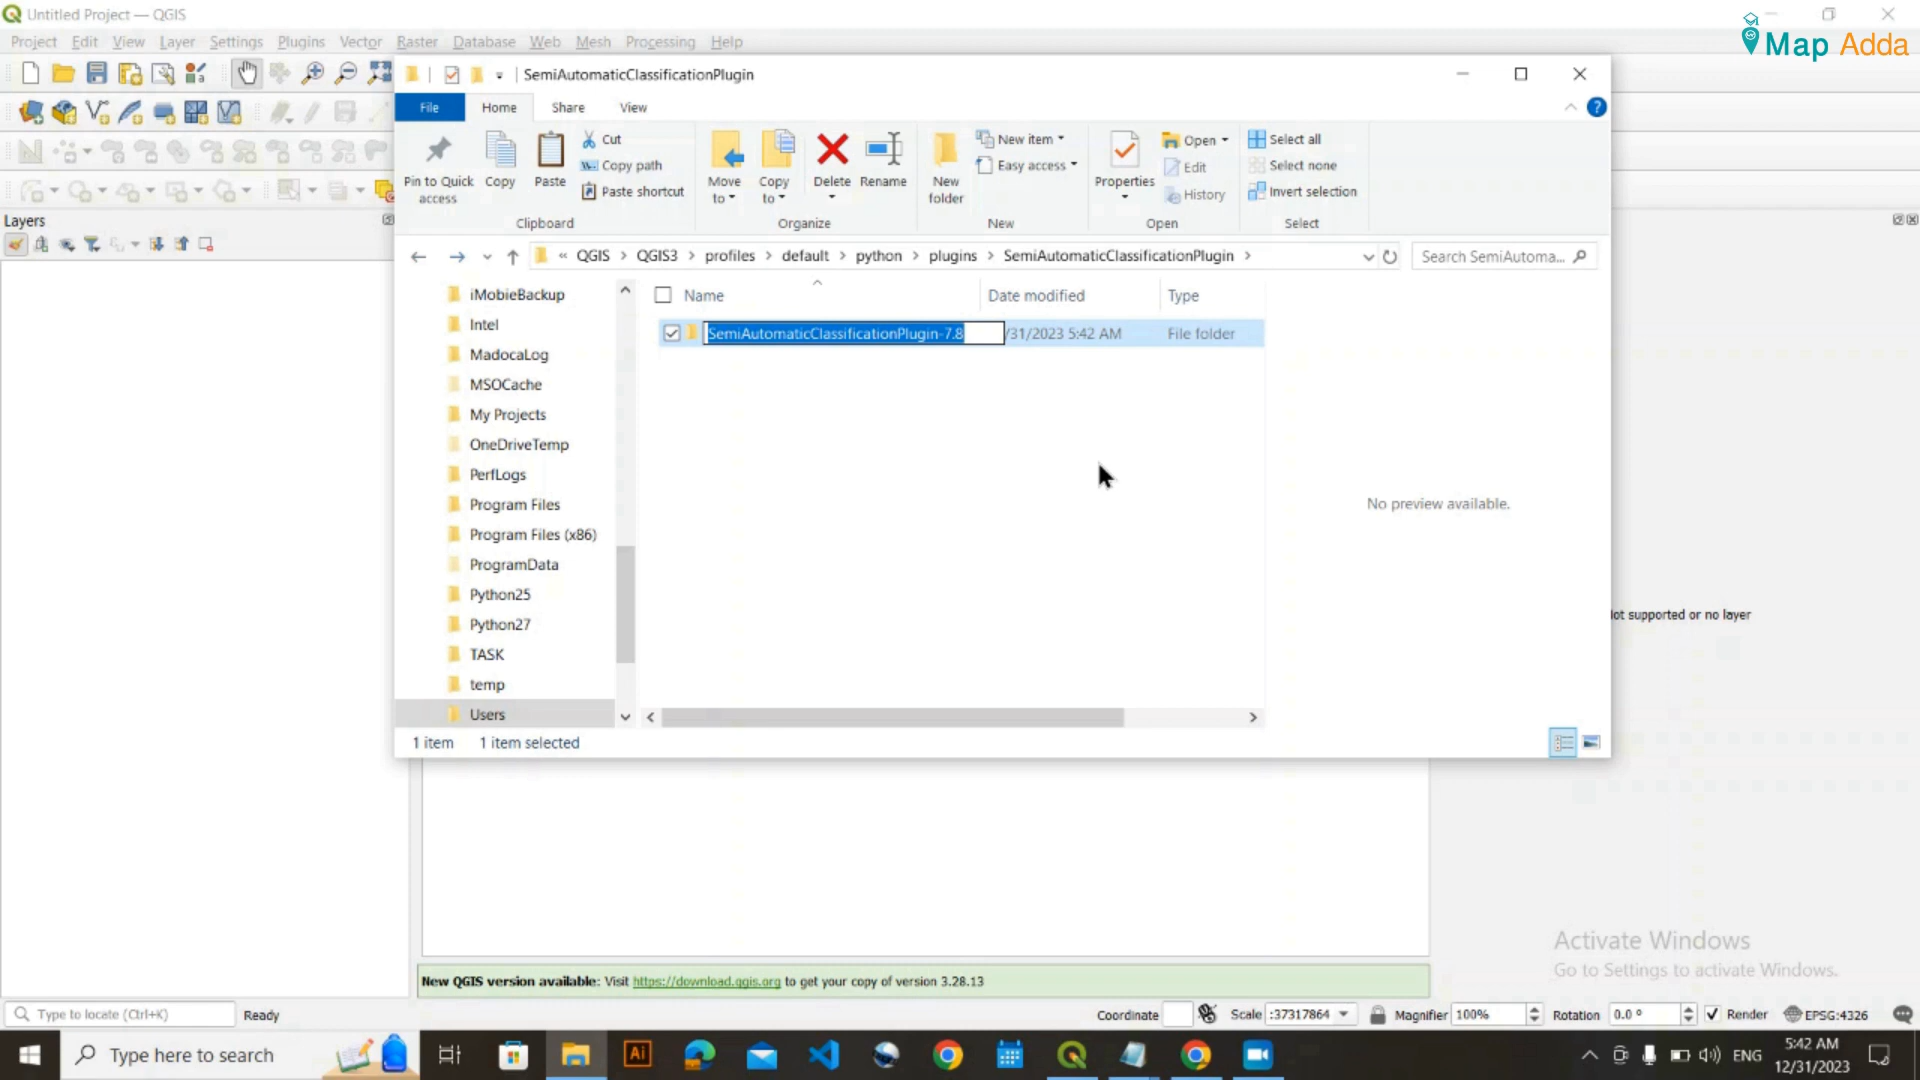 Untitled Project — QGIS
Map Adda
Project Edit View Layer Settings Plugins Vector Raster Database Web Mesh Processing Help
SemiAutomaticClassificationPlugin
File Home Share View
Pin to Quick access
Copy
Paste
Cut
Copy path
Paste shortcut
Clipboard
Move to
Copy to
Delete
Rename
Organize
New folder
New item
Easy access
New
Properties
Open
Edit
History
Open
Select all
Select none
Invert selection
Select
Layers
« QGIS > QGIS3 > profiles > default > python > plugins > SemiAutomaticClassificationPlugin >
Search SemiAutoma...
Name Date modified Type
SemiAutomaticClassificationPlugin-7.8 /31/2023 5:42 AM File folder
iMobieBackup
Intel
MadocaLog
MSOCache
My Projects
OneDriveTemp
PerfLogs
Program Files
Program Files (x86)
ProgramData
Python25
Python27
TASK
temp
Users
No preview available.
lot supported or no layer
1 item 1 item selected
Activate Windows
Go to Settings to activate Windows.
New QGIS version available: Visit https://download.qgis.org to get your copy of version 3.28.13
Type to locate (Ctrl+K) Ready Coordinate Scale :37317864 Magnifier 100% Rotation 0.0 ° Render EPSG:4326
Type here to search
Ai
ENG
5:42 AM
12/31/2023